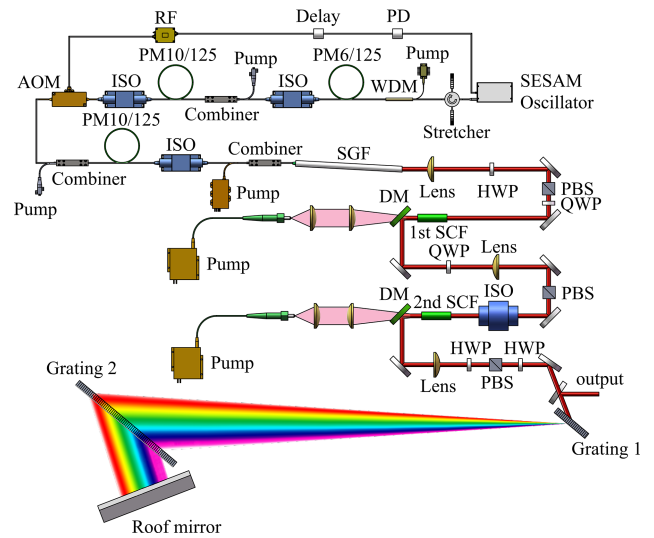 RF
Delay
PD
PM10/125
PM6/125
Pump
Pump
AOM
ISO
ISO
WDM
SESAM
Oscillator
Combiner
PM10/125
Stretcher
ISO
Combiner
SGF
Combiner
Pump
Pump
Lens
HWP
PBS
QWP
DM
1st SCF
QWP
Lens
Pump
ISO
PBS
DM
2nd SCF
Pump
HWP
HWP
Lens
PBS
output
Grating 2
Grating 1
Roof mirror